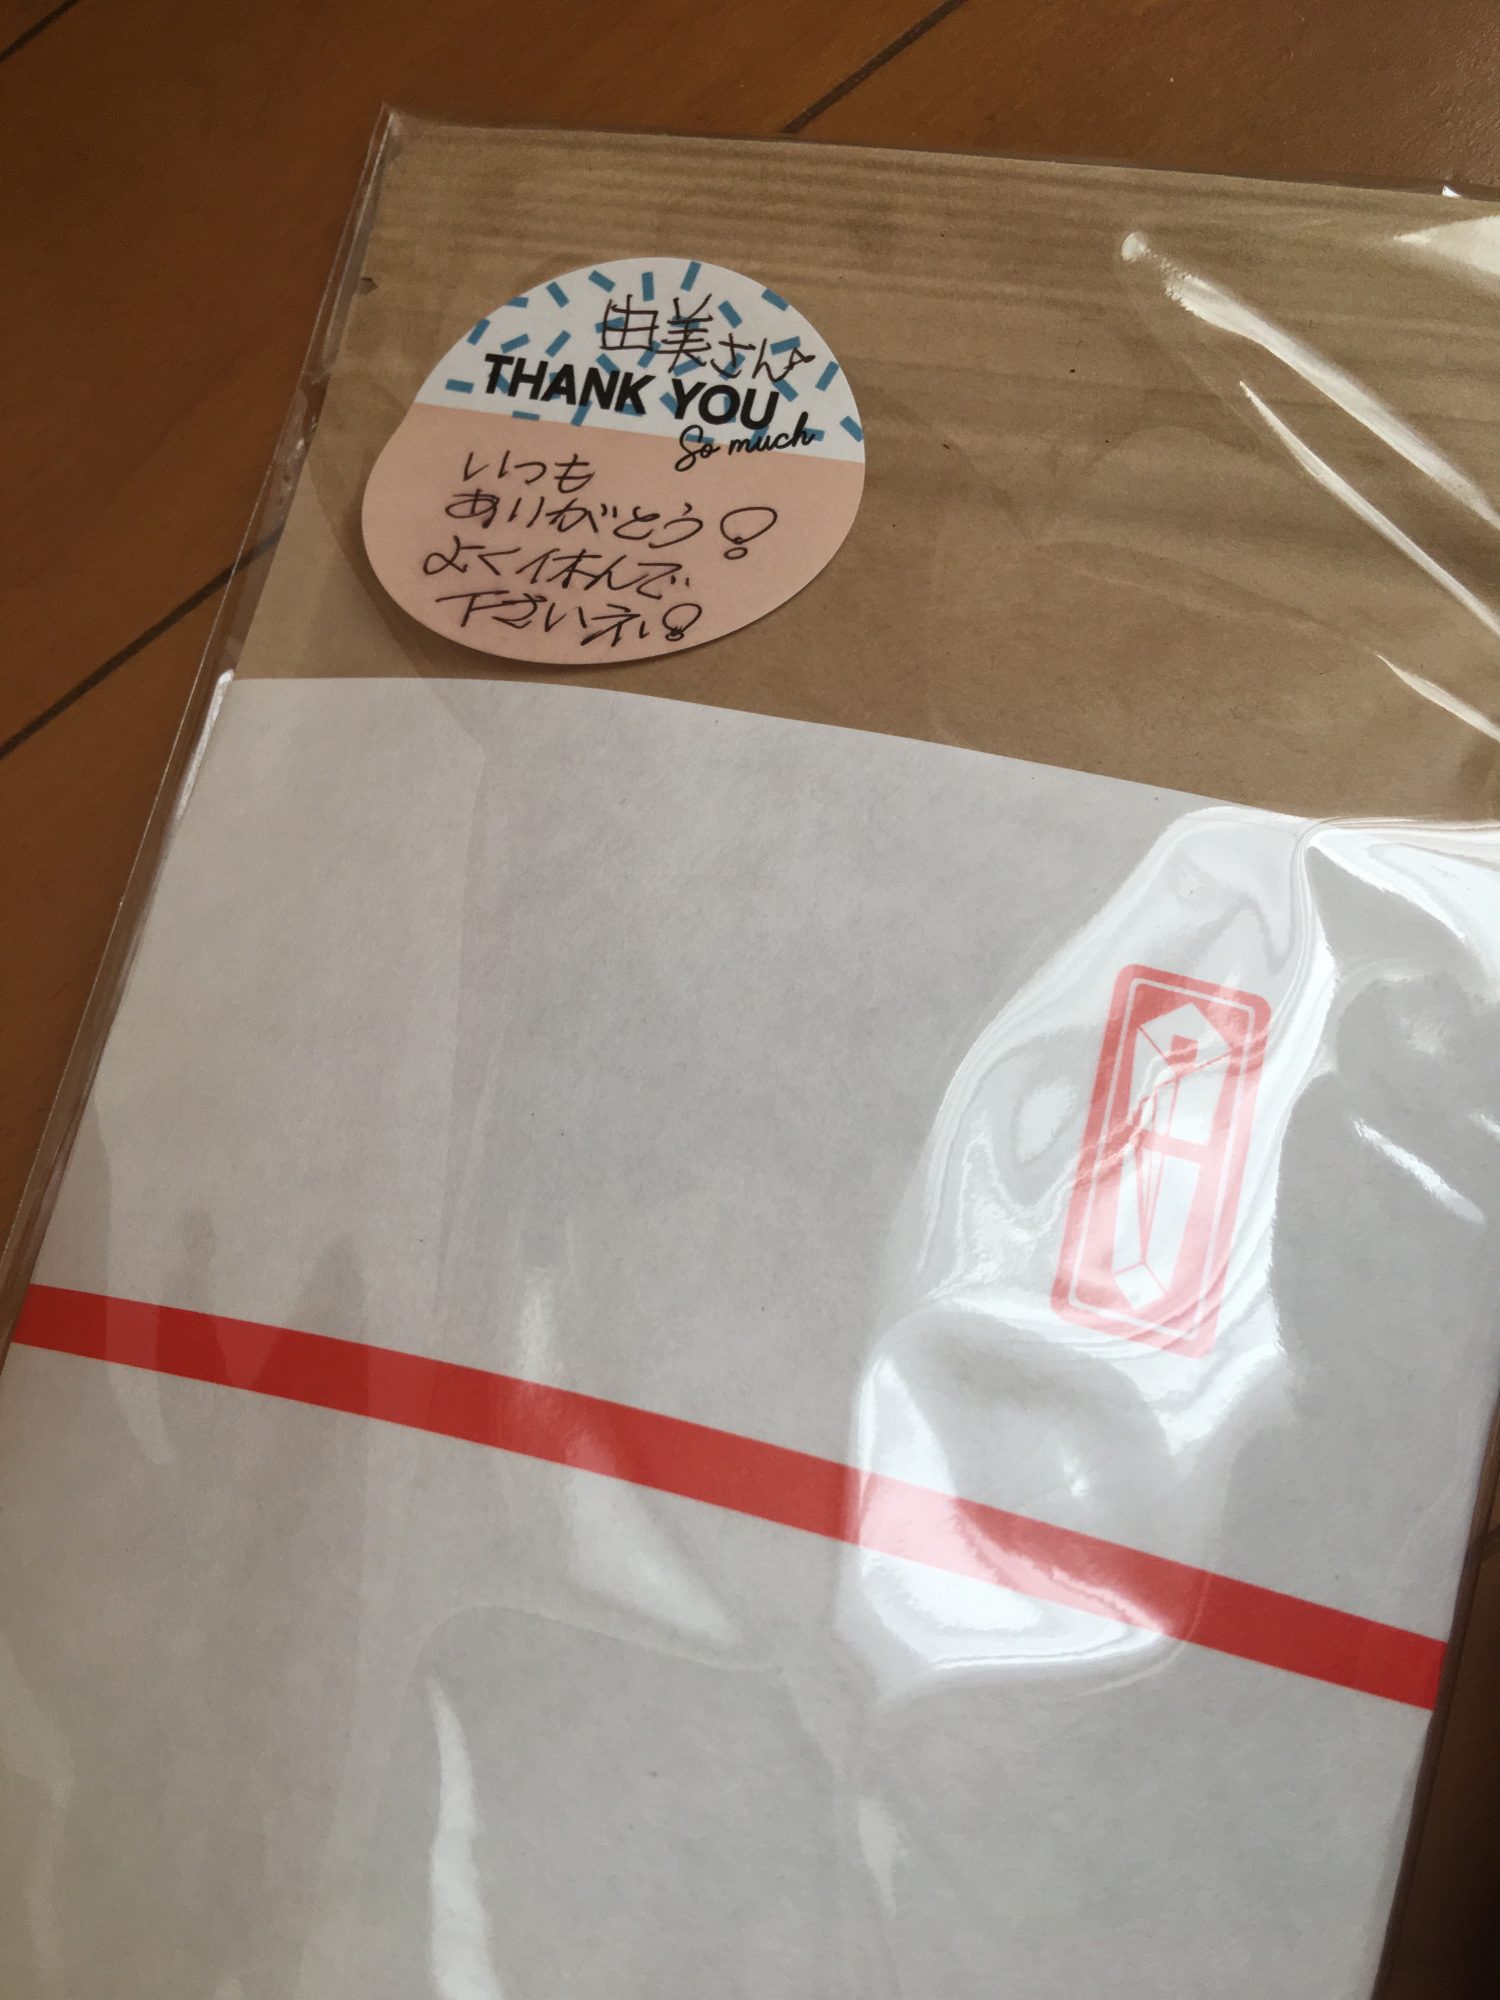 由美さんへ
THANK YOU
So much
いつも
ありがとう！
よく休んで
下さいネ！